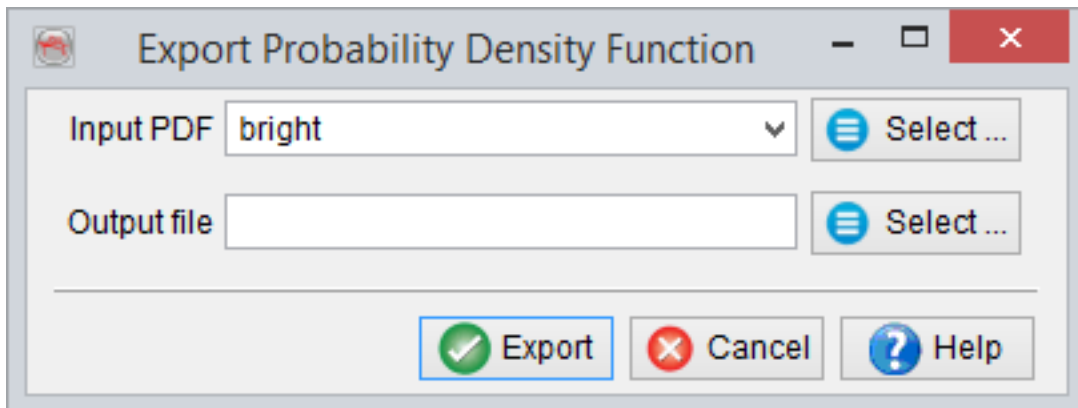 Export Probability Density Function
Input PDF bright Select ...
Output file Select ...
Export Cancel Help